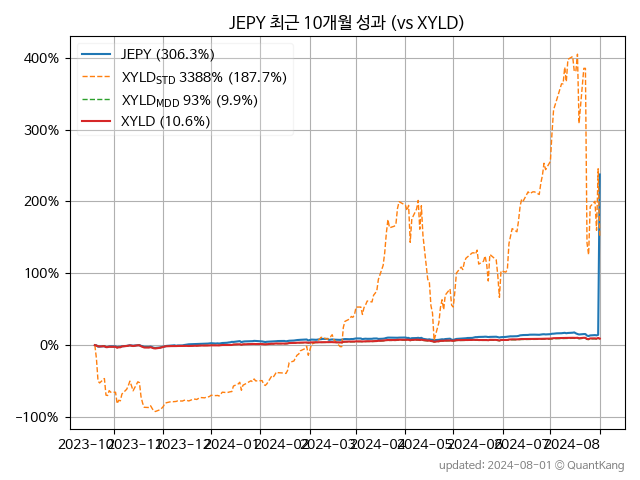 JEPY 최근 10개월 성과 (vs XYLD)
JEPY (306.3%)
XYLD_STD 3388% (187.7%)
XYLD_MDD 93% (9.9%)
XYLD (10.6%)
400%
300%
200%
100%
0%
−100%
2023-10 2023-11 2023-12 2024-01 2024-02 2024-03 2024-04 2024-05 2024-06 2024-07 2024-08
updated: 2024-08-01 © QuantKang